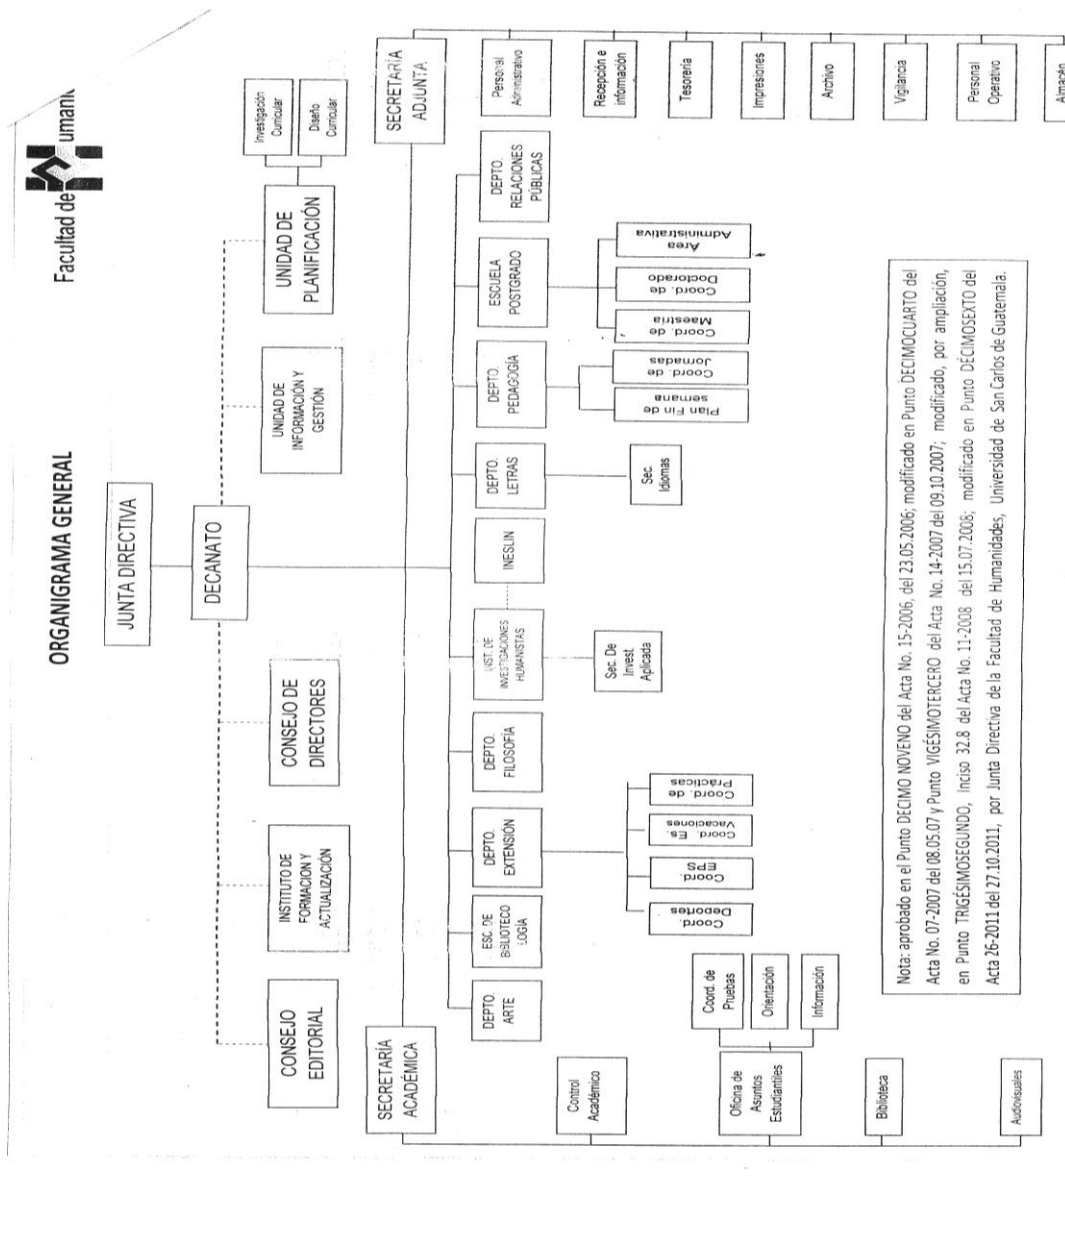 Facultad de
umani
ORGANIGRAMA GENERAL
JUNTA DIRECTIVA
DECANATO
CONSEJO
EDITORIAL
INSTITUTO DE
FORMACION Y
ACTUALIZACIÓN
CONSEJO DE
DIRECTORES
UNIDAD DE
INFORMACIÓN Y
GESTIÓN
UNIDAD DE
PLANIFICACIÓN
Investigación
Curricular
Diseño
Curricular
SECRETARÍA
ACADÉMICA
SECRETARÍA
ADJUNTA
DEPTO.
ARTE
ESC. DE
BIBLIOTECO
LOGÍA
DEPTO.
EXTENSIÓN
DEPTO.
FILOSOFÍA
INST. DE
INVESTIGACIONES
HUMANISTAS
INESLIN
DEPTO.
LETRAS
DEPTO.
PEDAGOGÍA
ESCUELA
POSTGRADO
DEPTO.
RELACIONES
PÚBLICAS
Personal
Administrativo
Recepción e
información
Tesorería
Impresiones
Archivo
Vigilancia
Personal
Operativo
Almacén
Control
Académico
Oficina de
Asuntos
Estudiantiles
Coord. de
Pruebas
Orientación
Información
Biblioteca
Audiovisuales
Coord.
Deportes
Coord.
EPS
Coord. Es.
Vacaciones
Coord. de
Practicas
Sec. De
Invest.
Aplicada
Sec.
Idiomas
Plan Fin de
semana
Coord. de
Jornadas
Coord. de
Maestria
Coord. de
Doctorado
Area
Administrativa
Nota: aprobado en el Punto DECIMO NOVENO del Acta No. 15-2006, del 23.05.2006; modificado en Punto DECIMOCUARTO del
Acta No. 07-2007 del 08.05.07 y Punto VIGÉSIMOTERCERO del Acta No. 14-2007 del 09.10.2007; modificado, por ampliación,
en Punto TRIGÉSIMOSEGUNDO, Inciso 32.8 del Acta No. 11-2008 del 15.07.2008; modificado en Punto DÉCIMOSEXTO del
Acta 26-2011 del 27.10.2011, por Junta Directiva de la Facultad de Humanidades, Universidad de San Carlos de Guatemala.